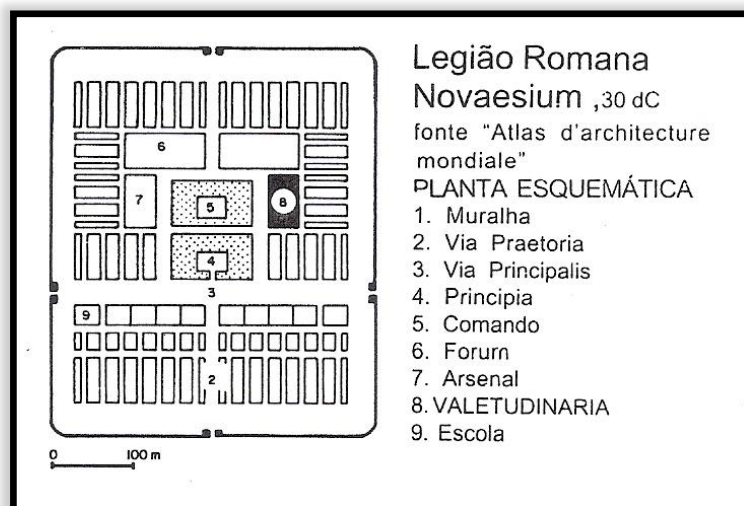 Legião Romana
Novaesium ,30 dC
fonte "Atlas d'architecture
mondiale"
PLANTA ESQUEMÁTICA
1. Muralha
2. Via Praetoria
3. Via Principalis
4. Principia
5. Comando
6. Forurn
7. Arsenal
8. VALETUDINARIA
9. Escola
6
7
5
8
4
3
9
2
0 100 m